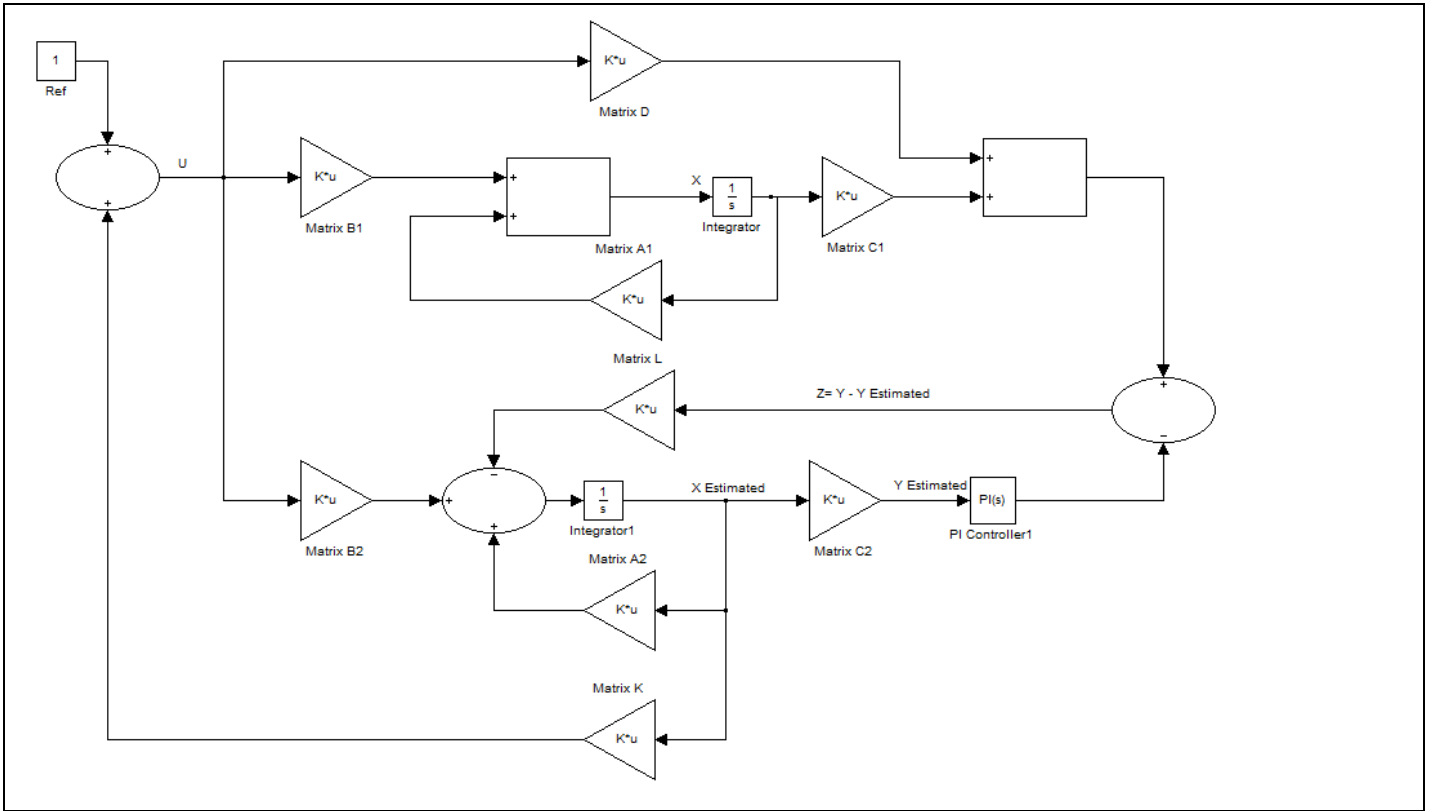 1
Ref
+
+
U
K*u
Matrix D
K*u
Matrix B1
+
+
X
1
s
Integrator
K*u
Matrix C1
+
+
Matrix A1
K*u
Matrix L
K*u
Z= Y - Y Estimated
+
−
K*u
Matrix B2
−
+
+
1
s
Integrator1
X Estimated
K*u
Matrix C2
Y Estimated
PI(s)
PI Controller1
Matrix A2
K*u
Matrix K
K*u